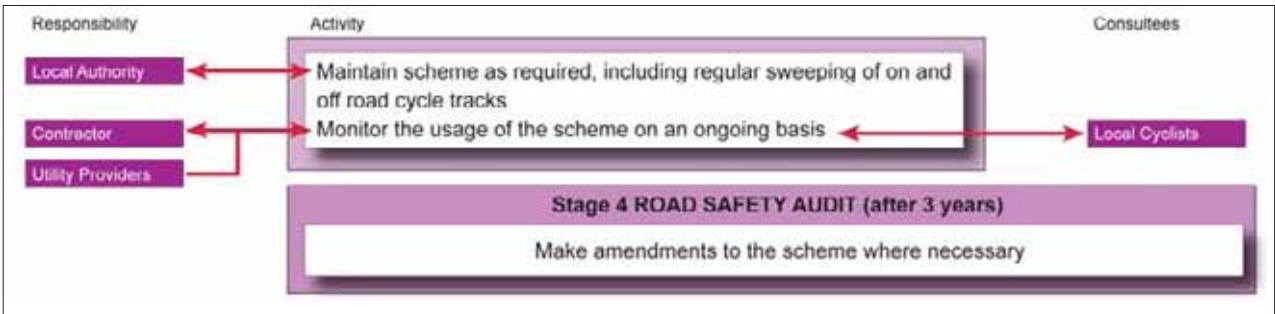 Responsibility
Activity
Consultees
Local Authority
Maintain scheme as required, including regular sweeping of on and
off road cycle tracks
Contractor
Monitor the usage of the scheme on an ongoing basis
Local Cyclists
Utility Providers
Stage 4 ROAD SAFETY AUDIT (after 3 years)
Make amendments to the scheme where necessary